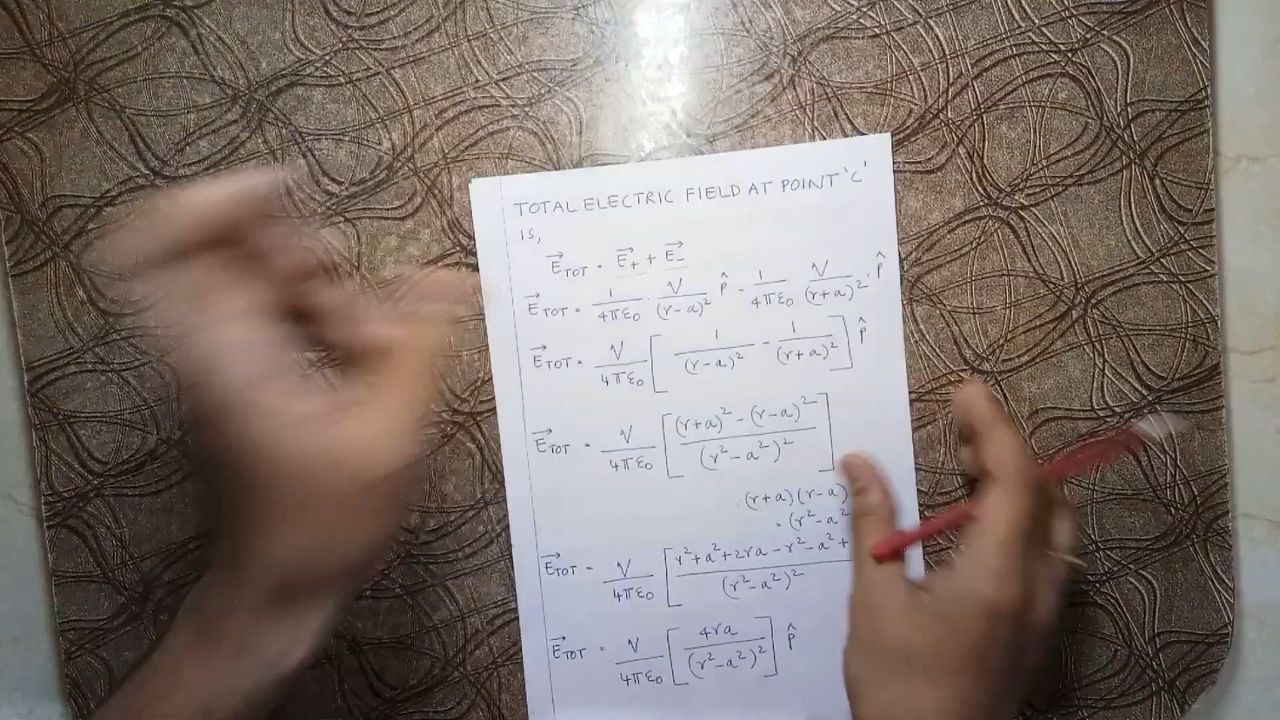 TOTAL ELECTRIC FIELD AT POINT 'C'
IS,
E⃗TOT = E⃗+ + E⃗−
E⃗TOT = 1/4πε0 · q/(r-a)² p̂ - 1/4πε0 q/(r+a)² · p̂
E⃗TOT = q/4πε0 [ 1/(r-a)² - 1/(r+a)² ] p̂
E⃗TOT = q/4πε0 [ (r+a)² - (r-a)² / (r² - a²)² ]
(r+a)(r-a)
= (r² - a²
E⃗TOT = q/4πε0 [ r² + a² + 2ra - r² - a² + / (r² - a²)²
E⃗TOT = q/4πε0 [ 4ra / (r² - a²)² ] p̂